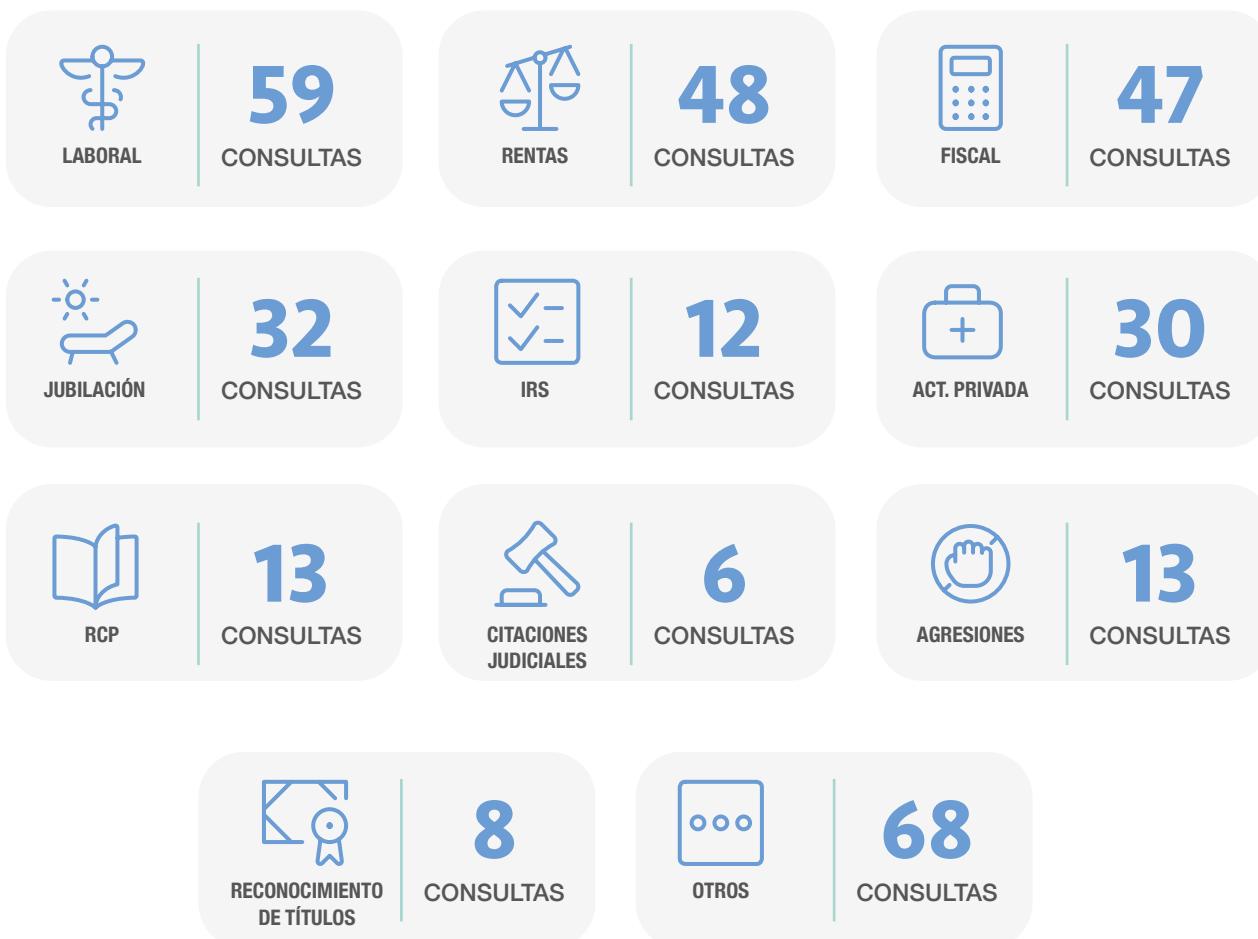 59
LABORAL
CONSULTAS
48
RENTAS
CONSULTAS
47
FISCAL
CONSULTAS
32
JUBILACIÓN
CONSULTAS
12
IRS
CONSULTAS
30
ACT. PRIVADA
CONSULTAS
13
RCP
CONSULTAS
6
CITACIONES
JUDICIALES
CONSULTAS
13
AGRESIONES
CONSULTAS
8
RECONOCIMIENTO
DE TÍTULOS
CONSULTAS
68
OTROS
CONSULTAS